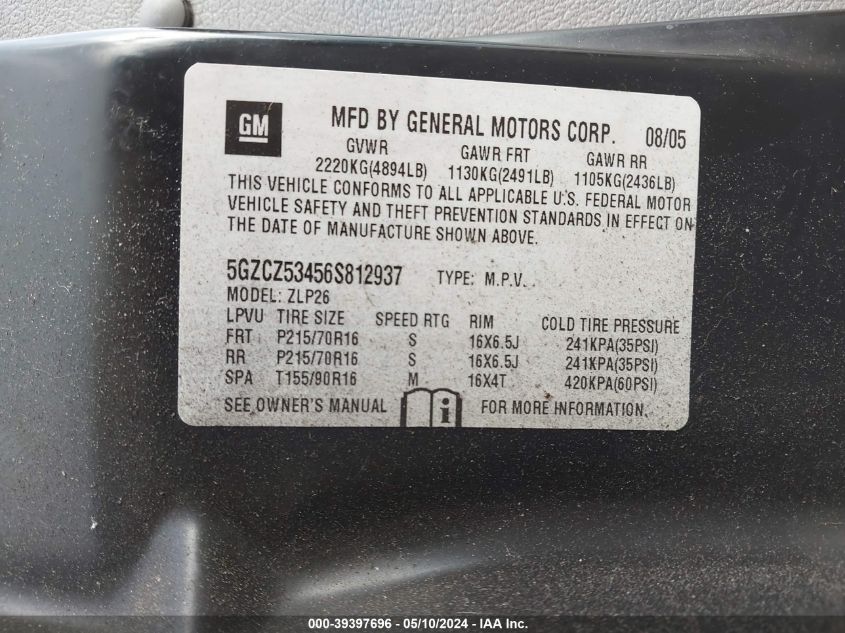 GM
MFD BY GENERAL MOTORS CORP. 08/05
GVWR GAWR FRT GAWR RR
2220KG(4894LB) 1130KG(2491LB) 1105KG(2436LB)
THIS VEHICLE CONFORMS TO ALL APPLICABLE U.S. FEDERAL MOTOR
VEHICLE SAFETY AND THEFT PREVENTION STANDARDS IN EFFECT ON
THE DATE OF MANUFACTURE SHOWN ABOVE.
5GZCZ53456S812937 TYPE: M.P.V.
MODEL: ZLP26
LPVU TIRE SIZE SPEED RTG RIM COLD TIRE PRESSURE
FRT P215/70R16 S 16X6.5J 241KPA(35PSI)
RR P215/70R16 S 16X6.5J 241KPA(35PSI)
SPA T155/90R16 M 16X4T 420KPA(60PSI)
SEE OWNER'S MANUAL i FOR MORE INFORMATION.
000-39397696 - 05/10/2024 - IAA Inc.